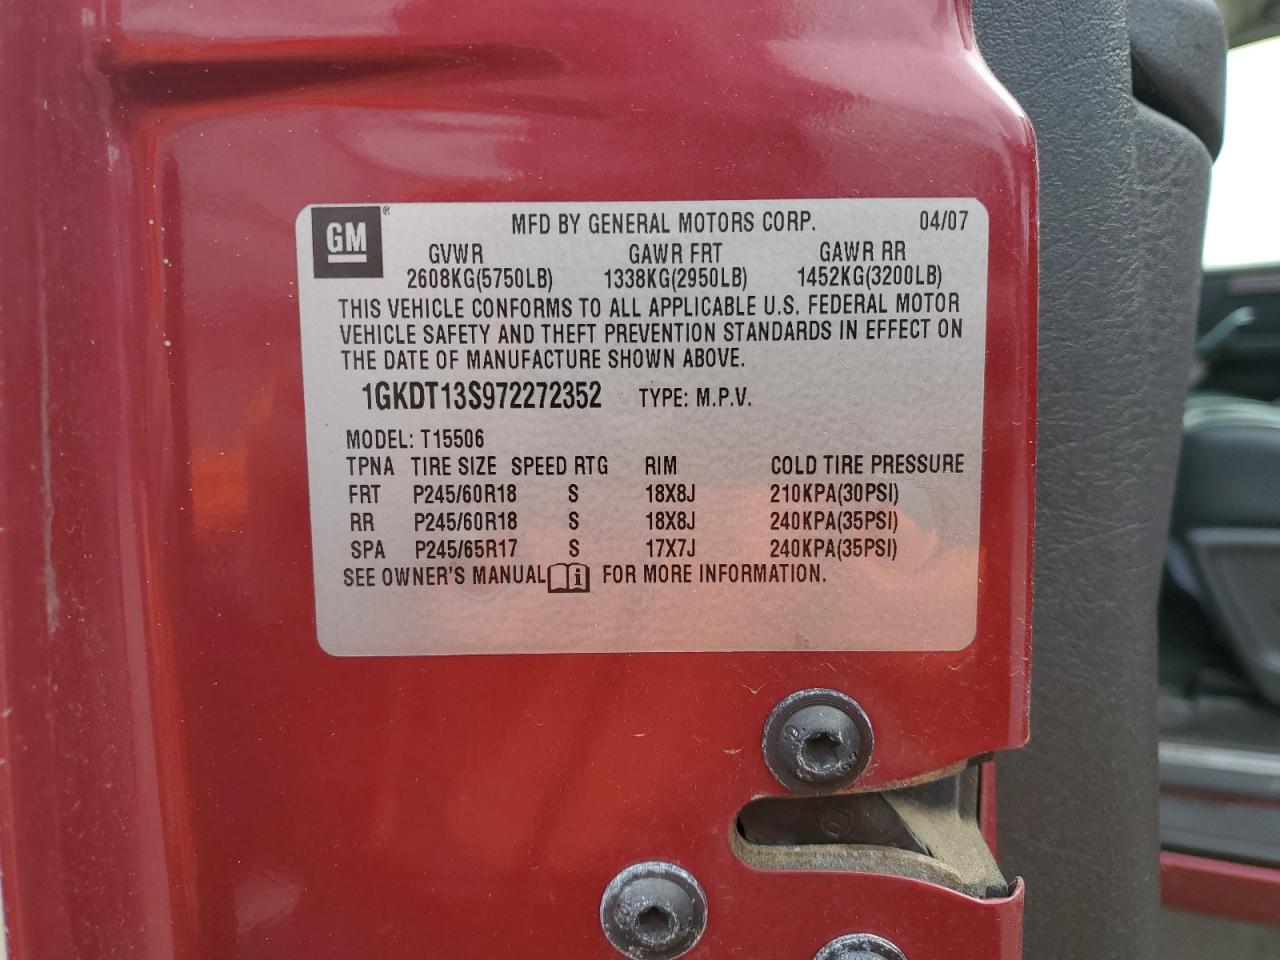 GM® MFD BY GENERAL MOTORS CORP. 04/07
GVWR GAWR FRT GAWR RR
2608KG(5750LB) 1338KG(2950LB) 1452KG(3200LB)
THIS VEHICLE CONFORMS TO ALL APPLICABLE U.S. FEDERAL MOTOR
VEHICLE SAFETY AND THEFT PREVENTION STANDARDS IN EFFECT ON
THE DATE OF MANUFACTURE SHOWN ABOVE.
1GKDT13S972272352 TYPE: M.P.V.
MODEL: T15506
TPNA TIRE SIZE SPEED RTG RIM COLD TIRE PRESSURE
FRT P245/60R18 S 18X8J 210KPA(30PSI)
RR P245/60R18 S 18X8J 240KPA(35PSI)
SPA P245/65R17 S 17X7J 240KPA(35PSI)
SEE OWNER'S MANUAL i FOR MORE INFORMATION.